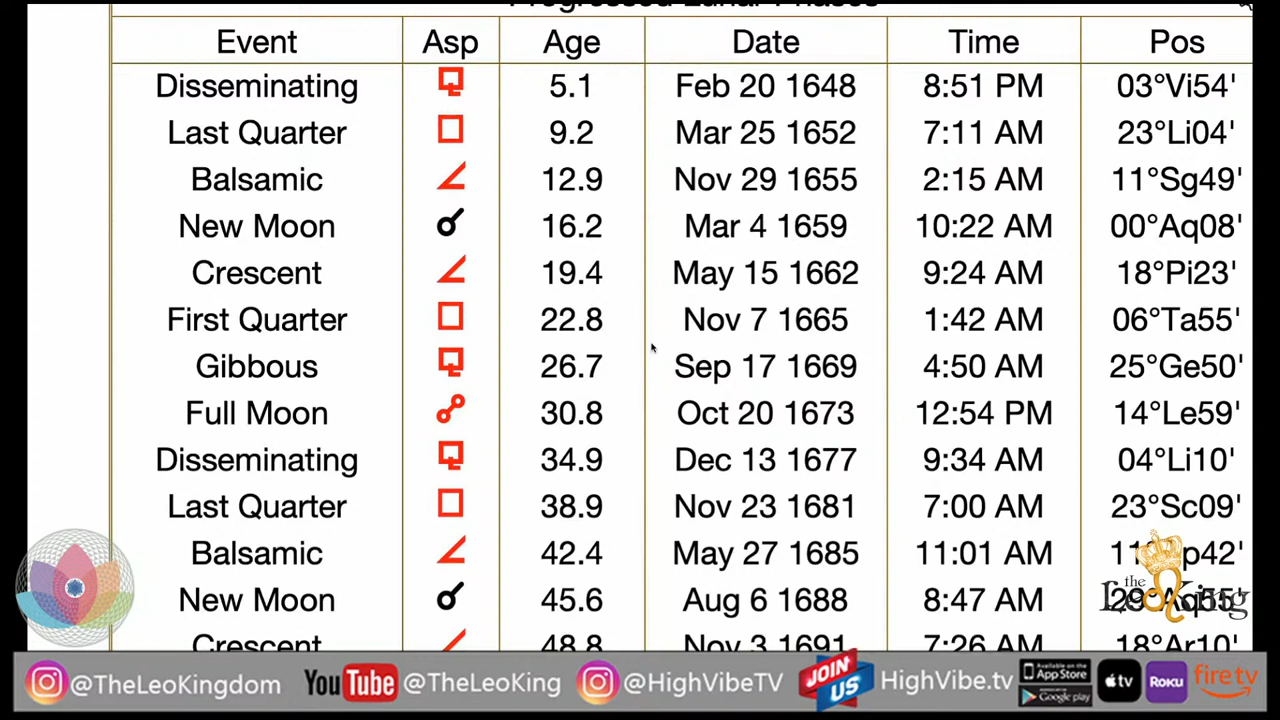 Progressed Lunar Phases
Event Asp Age Date Time Pos
Disseminating 5.1 Feb 20 1648 8:51 PM 03°Vi54'
Last Quarter 9.2 Mar 25 1652 7:11 AM 23°Li04'
Balsamic 12.9 Nov 29 1655 2:15 AM 11°Sg49'
New Moon 16.2 Mar 4 1659 10:22 AM 00°Aq08'
Crescent 19.4 May 15 1662 9:24 AM 18°Pi23'
First Quarter 22.8 Nov 7 1665 1:42 AM 06°Ta55'
Gibbous 26.7 Sep 17 1669 4:50 AM 25°Ge50'
Full Moon 30.8 Oct 20 1673 12:54 PM 14°Le59'
Disseminating 34.9 Dec 13 1677 9:34 AM 04°Li10'
Last Quarter 38.9 Nov 23 1681 7:00 AM 23°Sc09'
Balsamic 42.4 May 27 1685 11:01 AM
New Moon 45.6 Aug 6 1688 8:47 AM
the
LeoKing
Crescent 48.8 Nov 3 1691 7:26 AM 18°Ar10'
@TheLeoKingdom YouTube @TheLeoKing @HighVibeTV JOIN US HighVibe.tv Available on the App Store Google play tv Roku fire tv